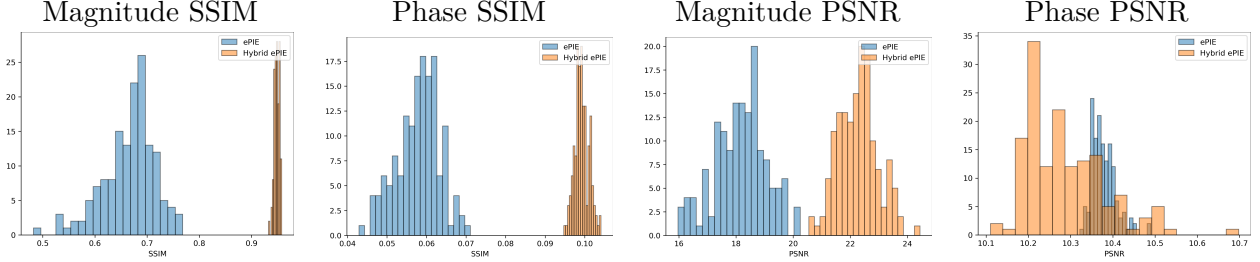 Magnitude SSIM
ePIE
Hybrid ePIE
25
20
15
10
5
0
0.5 0.6 0.7 0.8 0.9
SSIM
Phase SSIM
ePIE
Hybrid ePIE
17.5
15.0
12.5
10.0
7.5
5.0
2.5
0.0
0.04 0.05 0.06 0.07 0.08 0.09 0.10
SSIM
Magnitude PSNR
ePIE
Hybrid ePIE
20.0
17.5
15.0
12.5
10.0
7.5
5.0
2.5
0.0
16 18 20 22 24
PSNR
Phase PSNR
ePIE
Hybrid ePIE
35
30
25
20
15
10
5
0
10.1 10.2 10.3 10.4 10.5 10.6 10.7
PSNR